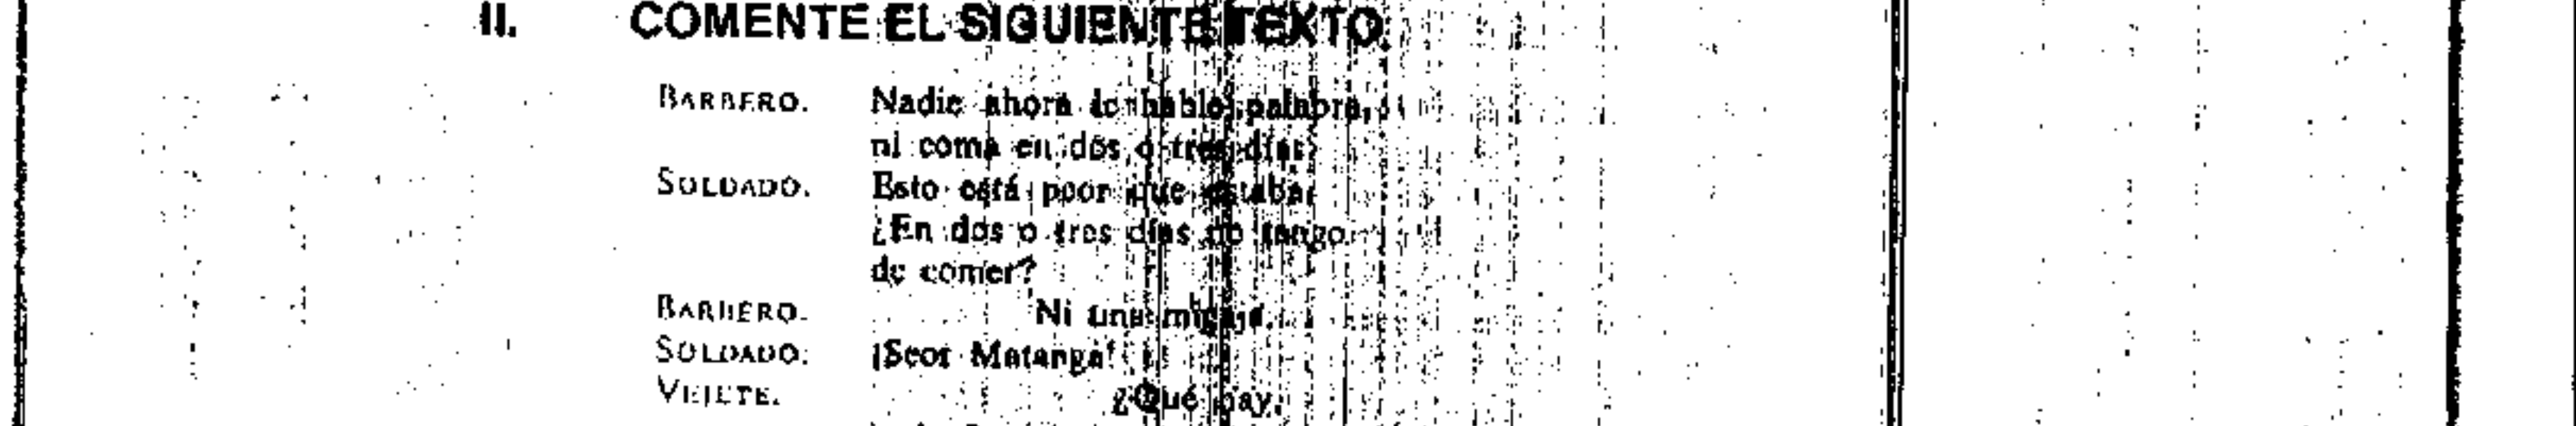 II. COMENTE EL SIGUIENTE TEXTO.
BARBERO. Nadie ahora le hable palabra,
ni coma en dos o tres días.
SOLDADO. Esto está peor que estaba.
¿En dos o tres días no tengo
de comer?
BARBERO. Ni una migaja.
SOLDADO. ¡Seor Matanga!
VEJETE. ¿Qué hay,